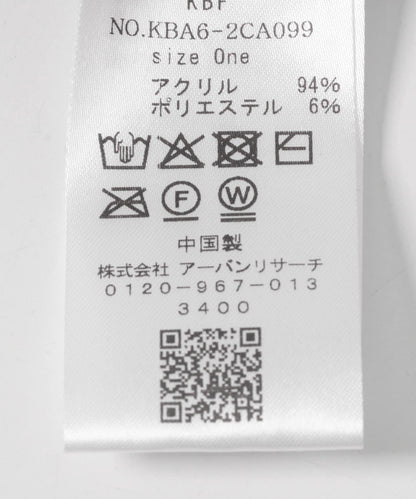 KBF
NO.KBA6-2CA099
size One
アクリル 94%
ポリエステル 6%
F W
中国製
株式会社 アーバンリサーチ
0120-967-013
3400